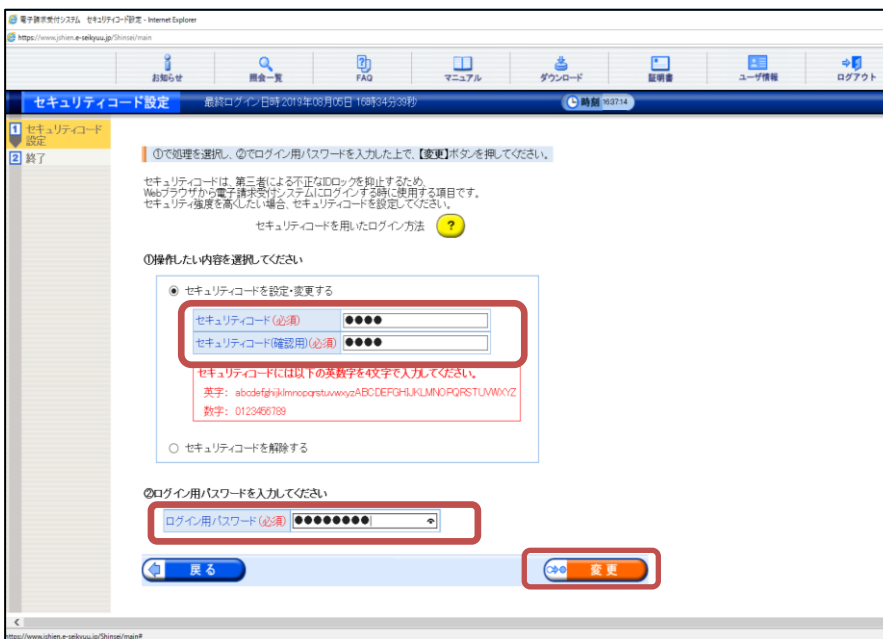 電子請求受付システム セキュリティコード設定 - Internet Explorer
https://www.jshien.e-seikyuu.jp/Shinsei/main
お知らせ 照会一覧 FAQ マニュアル ダウンロード 証明書 ユーザ情報 ログアウト
セキュリティコード設定 最終ログイン日時 2019年08月05日 16時34分39秒 時刻 16:37:14
1 セキュリティコード
設定
2 終了
①で処理を選択し、②でログイン用パスワードを入力した上で、【変更】ボタンを押してください。
セキュリティコードは、第三者による不正なIDロックを抑止するため、
Webブラウザから電子請求受付システムにログインする時に使用する項目です。
セキュリティ強度を高くしたい場合、セキュリティコードを設定してください。
セキュリティコードを用いたログイン方法 ?
①操作したい内容を選択してください
セキュリティコードを設定・変更する
セキュリティコード(必須) ●●●●
セキュリティコード(確認用)(必須) ●●●●
セキュリティコードには以下の英数字を4文字で入力してください。
英字: abcdefghijklmnopqrstuvwxyzABCDEFGHIJKLMNOPQRSTUVWXYZ
数字: 0123456789
セキュリティコードを解除する
②ログイン用パスワードを入力してください
ログイン用パスワード(必須) ●●●●●●●●
戻る 変更
https://www.jshien.e-seikyuu.jp/Shinsei/main#